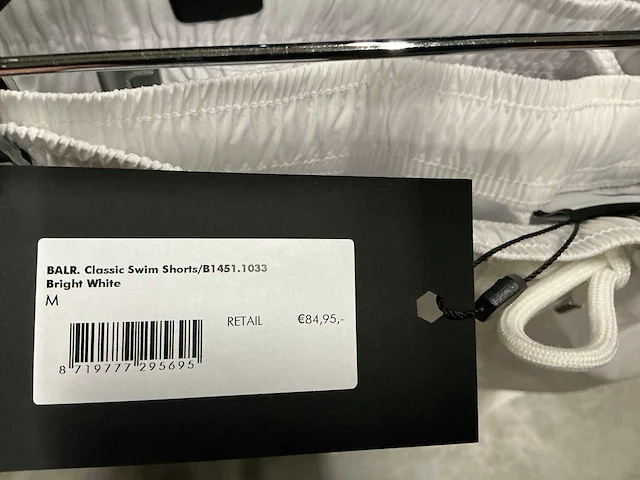 BALR. Classic Swim Shorts/B1451.1033
Bright White
M
RETAIL €84,95,-
8 719777 295695